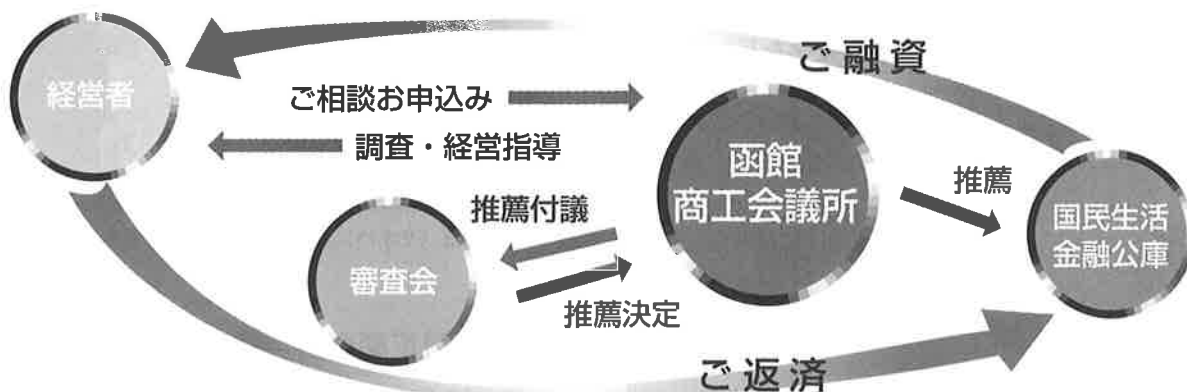 ご融資
経営者
ご相談お申込み
調査・経営指導
函館
商工会議所
推薦
国民生活
金融公庫
推薦付議
審査会
推薦決定
ご返済